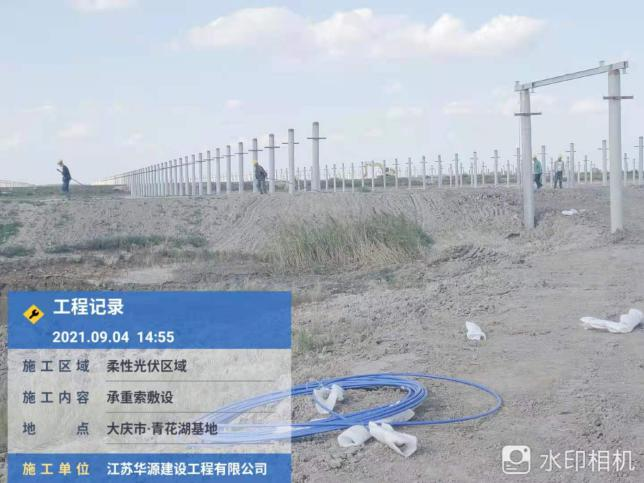 工程记录
2021.09.04 14:55
施工区域 柔性光伏区域
施工内容 承重索敷设
地点 大庆市·青花湖基地
施工单位 江苏华源建设工程有限公司
水印相机